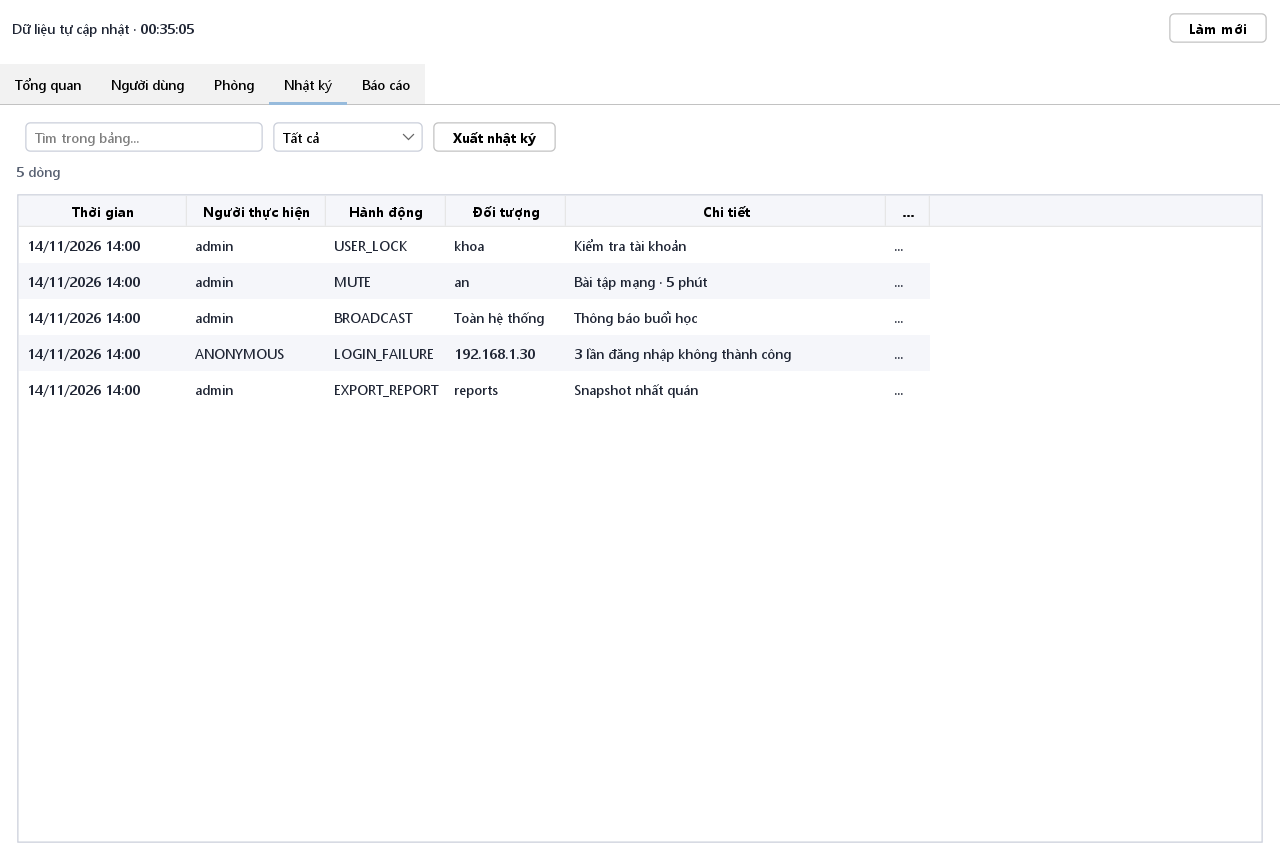 Dữ liệu tự cập nhật · 00:35:05
Làm mới
Tổng quan Người dùng Phòng Nhật ký Báo cáo
Tìm trong bảng... Tất cả Xuất nhật ký
5 dòng
Thời gian Người thực hiện Hành động Đối tượng Chi tiết ...
14/11/2026 14:00 admin USER_LOCK khoa Kiểm tra tài khoản ...
14/11/2026 14:00 admin MUTE an Bài tập mạng · 5 phút ...
14/11/2026 14:00 admin BROADCAST Toàn hệ thống Thông báo buổi học ...
14/11/2026 14:00 ANONYMOUS LOGIN_FAILURE 192.168.1.30 3 lần đăng nhập không thành công ...
14/11/2026 14:00 admin EXPORT_REPORT reports Snapshot nhất quán ...